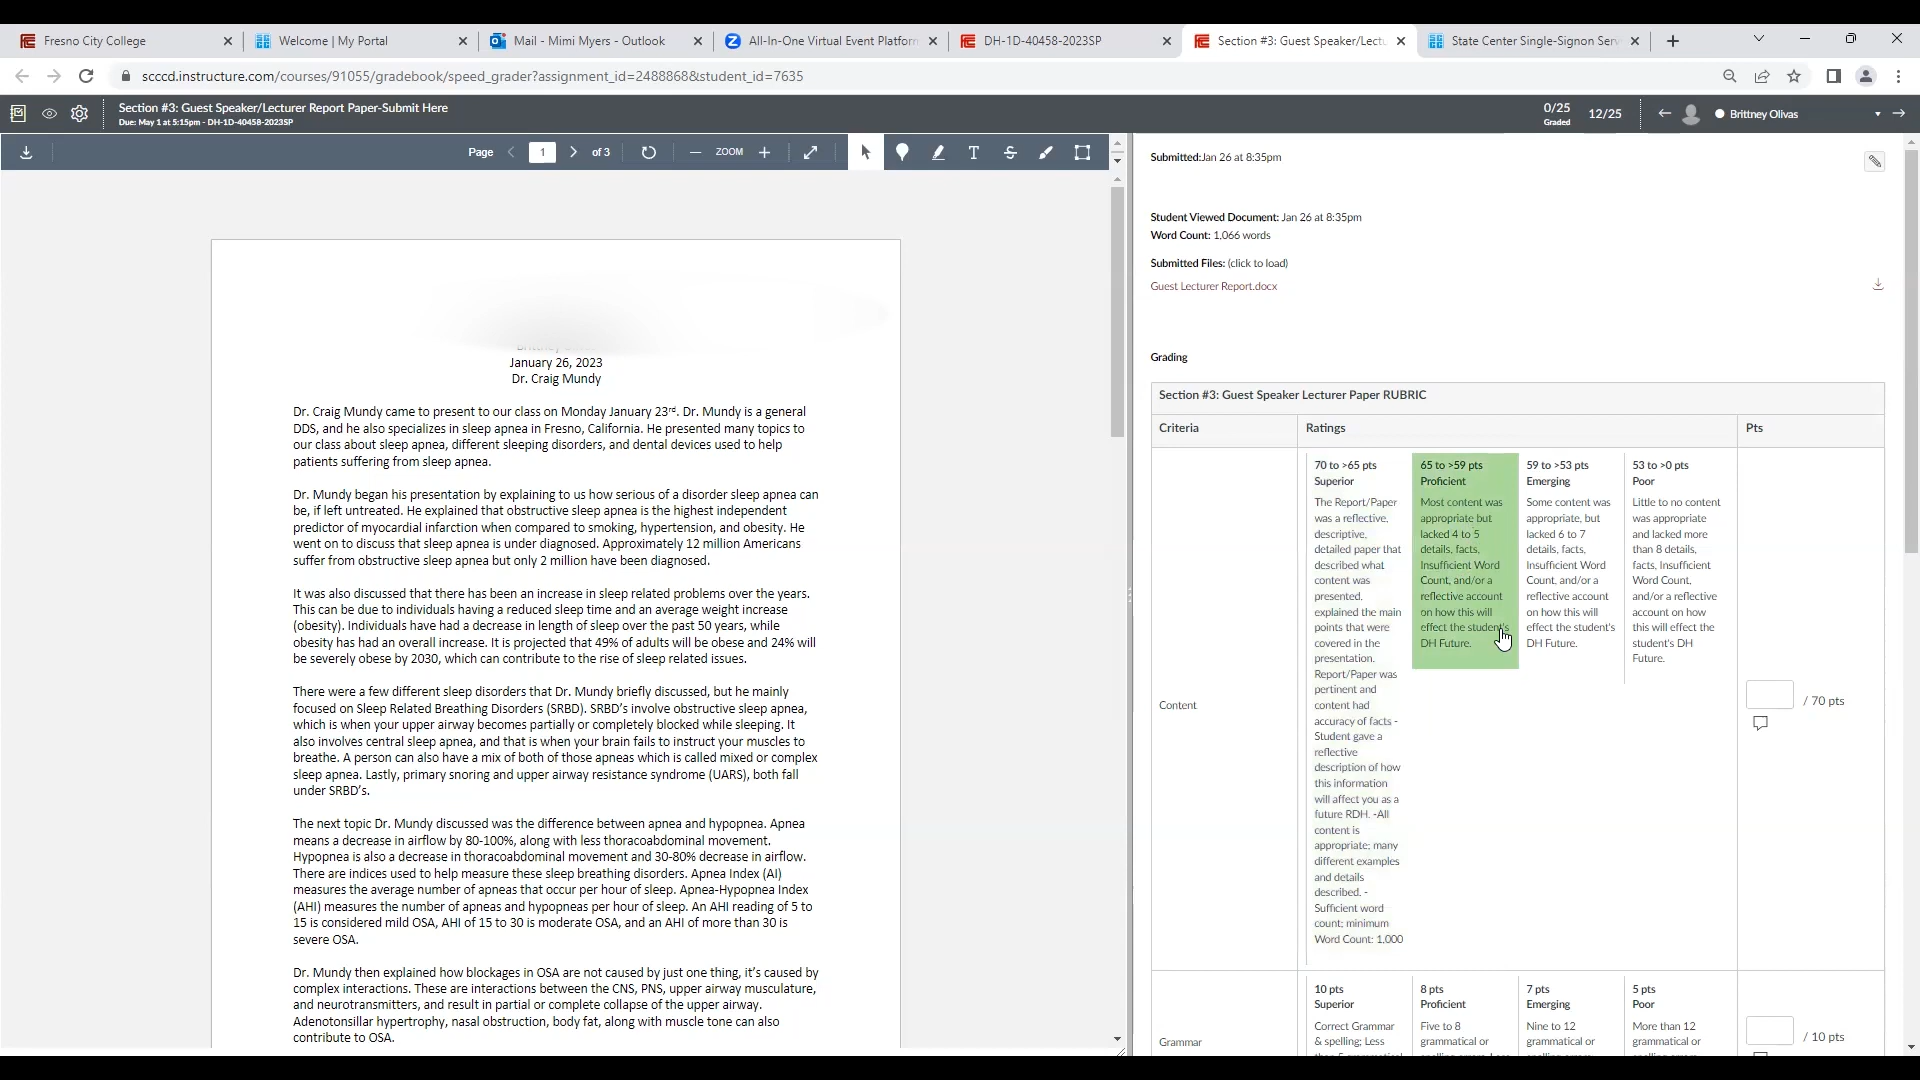 Fresno City College
Welcome | My Portal
Mail - Mimi Myers - Outlook
All-In-One Virtual Event Platform
DH-1D-40458-2023SP
Section #3: Guest Speaker/Lectu
State Center Single-Signon Serv
scccd.instructure.com/courses/91055/gradebook/speed_grader?assignment_id=2488868&student_id=7635
Section #3: Guest Speaker/Lecturer Report Paper-Submit Here
Due: May 1 at 5:15pm - DH-1D-40458-2023SP
0/25
Graded
12/25
Brittney Olivas
Page
1
of 3
ZOOM
January 26, 2023
Dr. Craig Mundy
Dr. Craig Mundy came to present to our class on Monday January 23rd. Dr. Mundy is a general
DDS, and he also specializes in sleep apnea in Fresno, California. He presented many topics to
our class about sleep apnea, different sleeping disorders, and dental devices used to help
patients suffering from sleep apnea.
Dr. Mundy began his presentation by explaining to us how serious of a disorder sleep apnea can
be, if left untreated. He explained that obstructive sleep apnea is the highest independent
predictor of myocardial infarction when compared to smoking, hypertension, and obesity. He
went on to discuss that sleep apnea is under diagnosed. Approximately 12 million Americans
suffer from obstructive sleep apnea but only 2 million have been diagnosed.
It was also discussed that there has been an increase in sleep related problems over the years.
This can be due to individuals having a reduced sleep time and an average weight increase
(obesity). Individuals have had a decrease in length of sleep over the past 50 years, while
obesity has had an overall increase. It is projected that 49% of adults will be obese and 24% will
be severely obese by 2030, which can contribute to the rise of sleep related issues.
There were a few different sleep disorders that Dr. Mundy briefly discussed, but he mainly
focused on Sleep Related Breathing Disorders (SRBD). SRBD's involve obstructive sleep apnea,
which is when your upper airway becomes partially or completely blocked while sleeping. It
also involves central sleep apnea, and that is when your brain fails to instruct your muscles to
breathe. A person can also have a mix of both of those apneas which is called mixed or complex
sleep apnea. Lastly, primary snoring and upper airway resistance syndrome (UARS), both fall
under SRBD's.
The next topic Dr. Mundy discussed was the difference between apnea and hypopnea. Apnea
means a decrease in airflow by 80-100%, along with less thoracoabdominal movement.
Hypopnea is also a decrease in thoracoabdominal movement and 30-80% decrease in airflow.
There are indices used to help measure these sleep breathing disorders. Apnea Index (AI)
measures the average number of apneas that occur per hour of sleep. Apnea-Hypopnea Index
(AHI) measures the number of apneas and hypopneas per hour of sleep. An AHI reading of 5 to
15 is considered mild OSA, AHI of 15 to 30 is moderate OSA, and an AHI of more than 30 is
severe OSA.
Dr. Mundy then explained how blockages in OSA are not caused by just one thing, it's caused by
complex interactions. These are interactions between the CNS, PNS, upper airway musculature,
and neurotransmitters, and result in partial or complete collapse of the upper airway.
Adenotonsillar hypertrophy, nasal obstruction, body fat, along with muscle tone can also
contribute to OSA.
Submitted:Jan 26 at 8:35pm
Student Viewed Document: Jan 26 at 8:35pm
Word Count: 1,066 words
Submitted Files: (click to load)
Guest Lecturer Report.docx
Grading
Section #3: Guest Speaker Lecturer Paper RUBRIC
Criteria
Ratings
Pts
Content
70 to >65 pts
Superior
The Report/Paper
was a reflective,
descriptive,
detailed paper that
described what
content was
presented.
explained the main
points that were
covered in the
presentation.
Report/Paper was
pertinent and
content had
accuracy of facts -
Student gave a
reflective
description of how
this information
will affect you as a
future RDH. -All
content is
appropriate; many
different examples
and details
described. -
Sufficient word
count; minimum
Word Count: 1,000
65 to >59 pts
Proficient
Most content was
appropriate but
lacked 4 to 5
details, facts,
Insufficient Word
Count, and/or a
reflective account
on how this will
effect the student's
DH Future.
59 to >53 pts
Emerging
Some content was
appropriate, but
lacked 6 to 7
details, facts,
Insufficient Word
Count, and/or a
reflective account
on how this will
effect the student's
DH Future.
53 to >0 pts
Poor
Little to no content
was appropriate
and lacked more
than 8 details,
facts, Insufficient
Word Count,
and/or a reflective
account on how
this will effect the
student's DH
Future.
/ 70 pts
Grammar
10 pts
Superior
Correct Grammar
& spelling; Less
8 pts
Proficient
Five to 8
grammatical or
7 pts
Emerging
Nine to 12
grammatical or
5 pts
Poor
More than 12
grammatical or
/ 10 pts